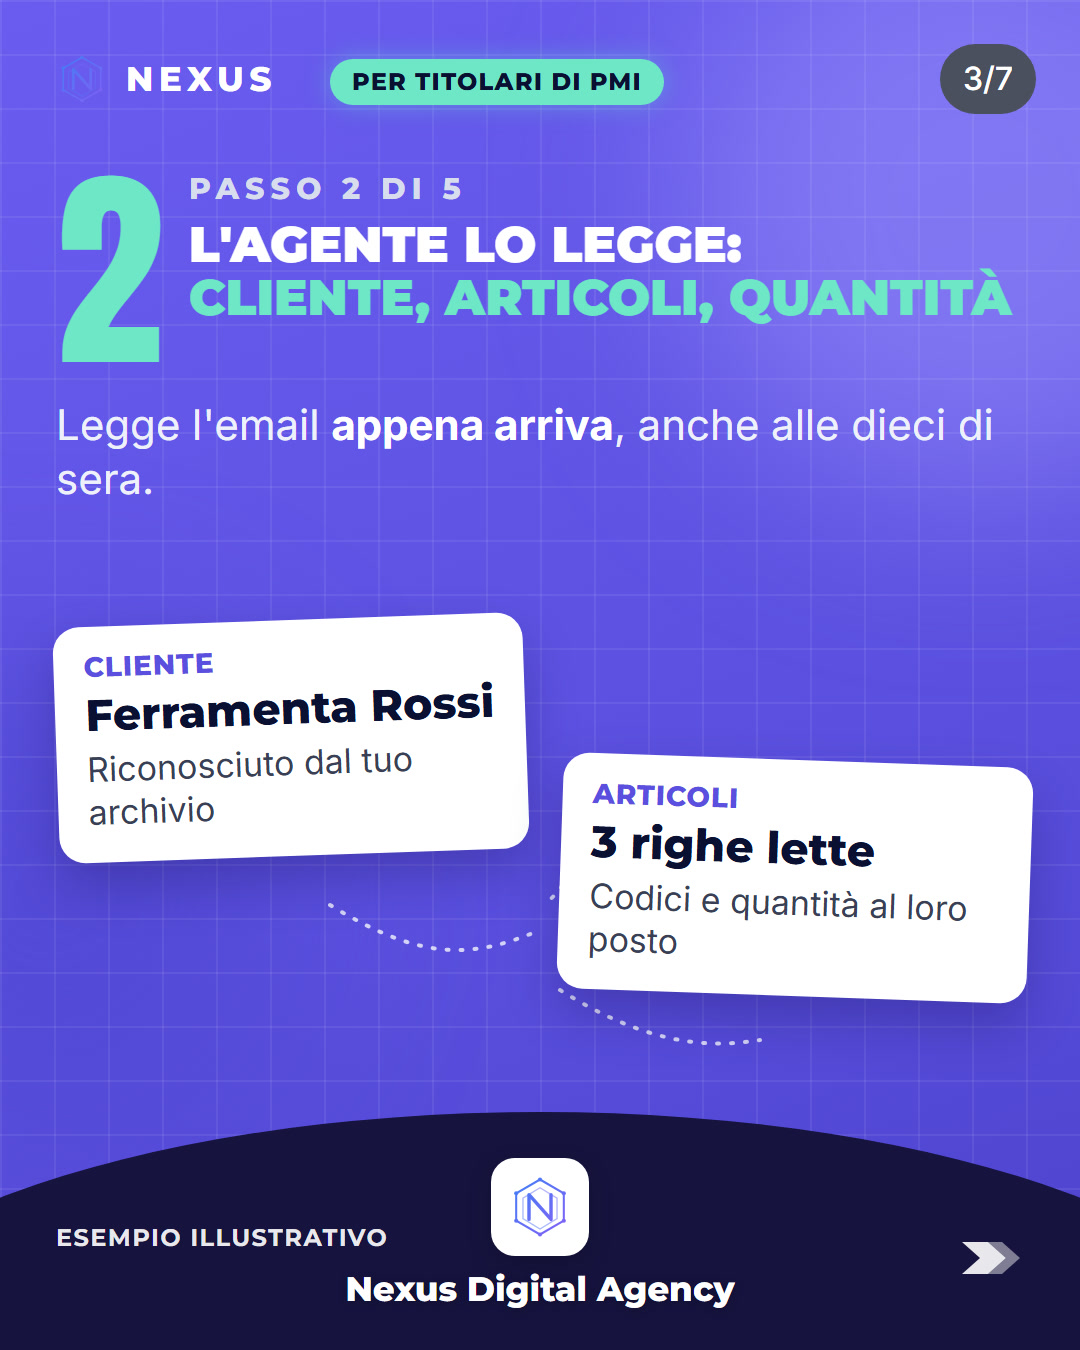 NEXUS
PER TITOLARI DI PMI
3/7
2
PASSO 2 DI 5
L'AGENTE LO LEGGE:
CLIENTE, ARTICOLI, QUANTITÀ
Legge l'email appena arriva, anche alle dieci di
sera.
CLIENTE
Ferramenta Rossi
Riconosciuto dal tuo
archivio
ARTICOLI
3 righe lette
Codici e quantità al loro
posto
ESEMPIO ILLUSTRATIVO
N
Nexus Digital Agency